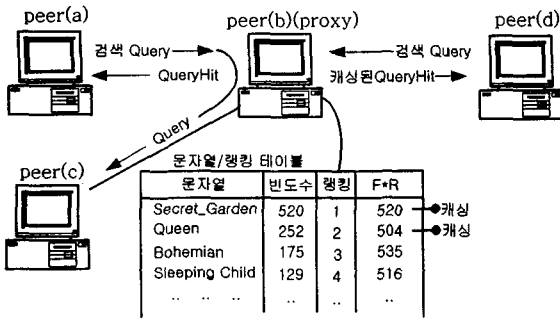 peer(a)
peer(b)(proxy)
peer(d)
검색 Query
QueryHit
검색 Query
캐싱된QueryHit
Query
peer(c)
문자열/랭킹 테이블
문자열 빈도수 랭킹 F*R
Secret_Garden 520 1 520 캐싱
Queen 252 2 504 캐싱
Bohemian 175 3 535
Sleeping Child 129 4 516
.. .. .. .. .. ..